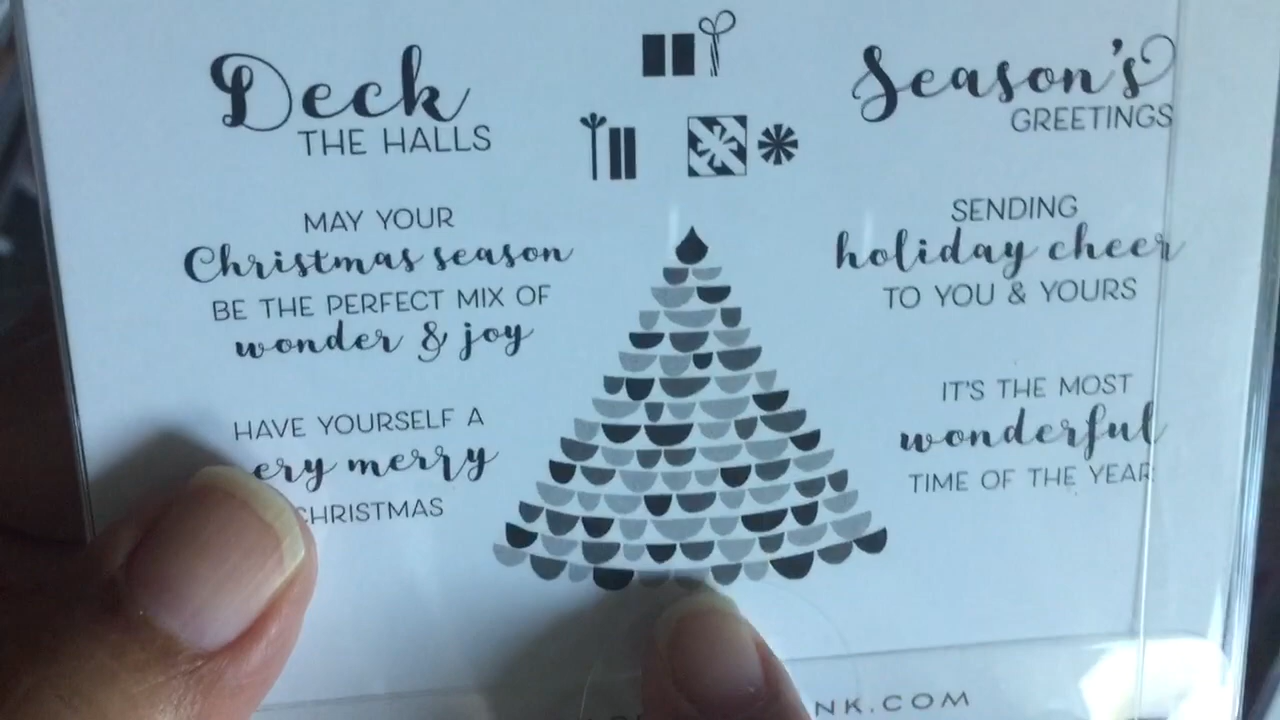 Deck
THE HALLS
MAY YOUR
Christmas season
BE THE PERFECT MIX OF
wonder & joy
HAVE YOURSELF A
ery merry
CHRISTMAS
Season's
GREETINGS
SENDING
holiday cheer
TO YOU & YOURS
IT'S THE MOST
wonderful
TIME OF THE YEAR
NK.COM